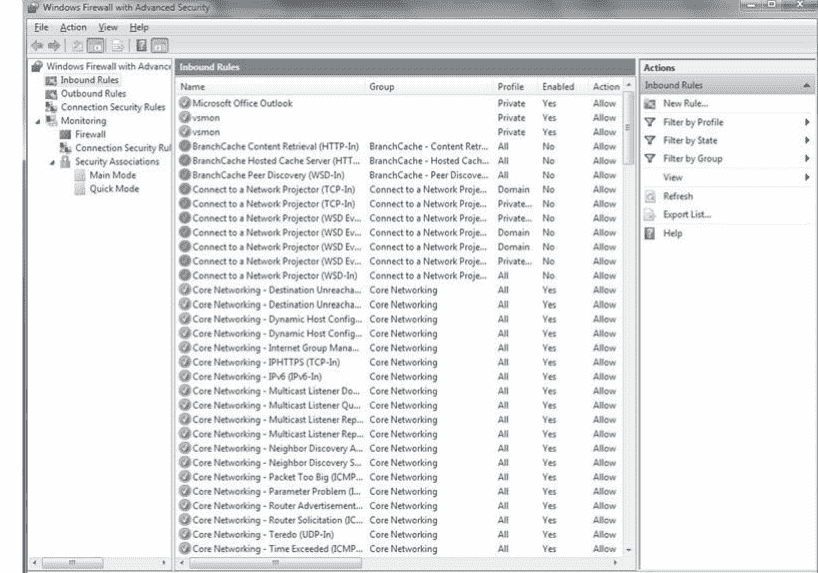 Windows Firewall with Advanced Security
File Action View Help
Windows Firewall with Advance
Inbound Rules
Outbound Rules
Connection Security Rules
Monitoring
Firewall
Connection Security Rul
Security Associations
Main Mode
Quick Mode
Inbound Rules
Name Group Profile Enabled Action
Microsoft Office Outlook Private Yes Allow
vsmon Private Yes Allow
vsmon Private Yes Allow
BranchCache Content Retrieval (HTTP-In) BranchCache - Content Retr... All No Allow
BranchCache Hosted Cache Server (HTT... BranchCache - Hosted Cach... All No Allow
BranchCache Peer Discovery (WSD-In) BranchCache - Peer Discove... All No Allow
Connect to a Network Projector (TCP-In) Connect to a Network Proje... Domain No Allow
Connect to a Network Projector (TCP-In) Connect to a Network Proje... Private... No Allow
Connect to a Network Projector (WSD Ev... Connect to a Network Proje... Private... No Allow
Connect to a Network Projector (WSD Ev... Connect to a Network Proje... Domain No Allow
Connect to a Network Projector (WSD Ev... Connect to a Network Proje... Domain No Allow
Connect to a Network Projector (WSD Ev... Connect to a Network Proje... Private... No Allow
Connect to a Network Projector (WSD-In) Connect to a Network Proje... All No Allow
Core Networking - Destination Unreacha... Core Networking All Yes Allow
Core Networking - Destination Unreacha... Core Networking All Yes Allow
Core Networking - Dynamic Host Config... Core Networking All Yes Allow
Core Networking - Dynamic Host Config... Core Networking All Yes Allow
Core Networking - Internet Group Mana... Core Networking All Yes Allow
Core Networking - IPHTTPS (TCP-In) Core Networking All Yes Allow
Core Networking - IPv6 (IPv6-In) Core Networking All Yes Allow
Core Networking - Multicast Listener Do... Core Networking All Yes Allow
Core Networking - Multicast Listener Qu... Core Networking All Yes Allow
Core Networking - Multicast Listener Rep... Core Networking All Yes Allow
Core Networking - Multicast Listener Rep... Core Networking All Yes Allow
Core Networking - Neighbor Discovery A... Core Networking All Yes Allow
Core Networking - Neighbor Discovery S... Core Networking All Yes Allow
Core Networking - Packet Too Big (ICMP... Core Networking All Yes Allow
Core Networking - Parameter Problem (I... Core Networking All Yes Allow
Core Networking - Router Advertisement... Core Networking All Yes Allow
Core Networking - Router Solicitation (IC... Core Networking All Yes Allow
Core Networking - Teredo (UDP-In) Core Networking All Yes Allow
Core Networking - Time Exceeded (ICMP... Core Networking All Yes Allow
Actions
Inbound Rules
New Rule...
Filter by Profile
Filter by State
Filter by Group
View
Refresh
Export List...
Help